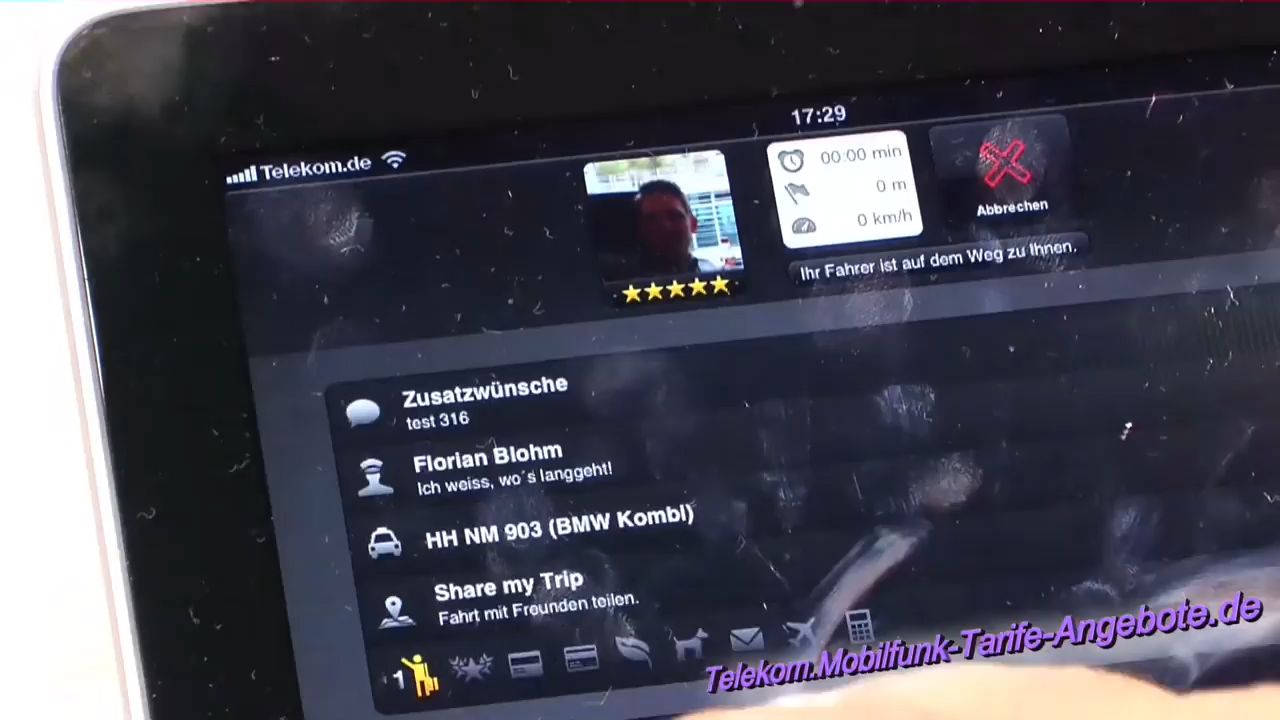 17:29
Telekom.de
00:00 min
0 m
0 km/h
Abbrechen
Ihr Fahrer ist auf dem Weg zu Ihnen.
Zusatzwünsche
test 316
Florian Blohm
Ich weiss, wo´s langgeht!
HH NM 903 (BMW Kombi)
Share my Trip
Fahrt mit Freunden teilen.
1
Telekom.Mobilfunk-Tarife-Angebote.de